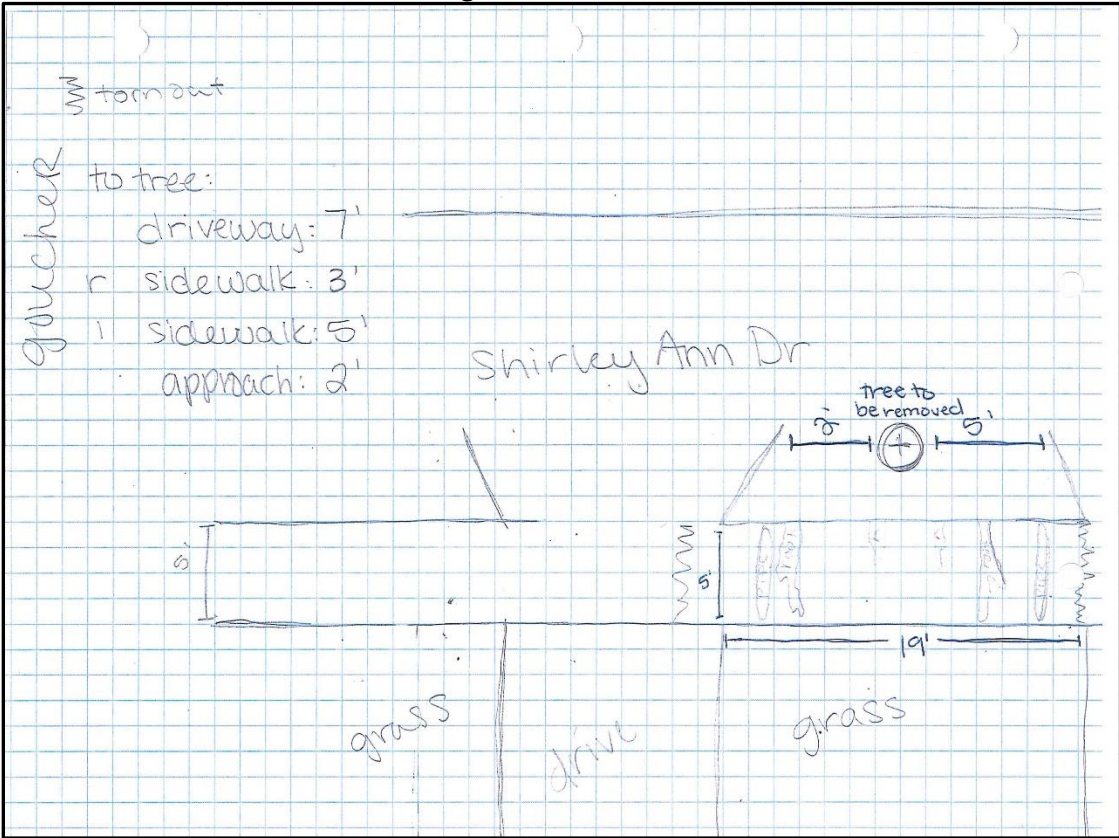 torn out
goucher
to tree:
driveway: 7'
r sidewalk: 3'
l sidewalk: 5'
approach: 2'
Shirley Ann Dr
tree to
be removed
2' 5'
5'
5'
19'
grass
drive
grass